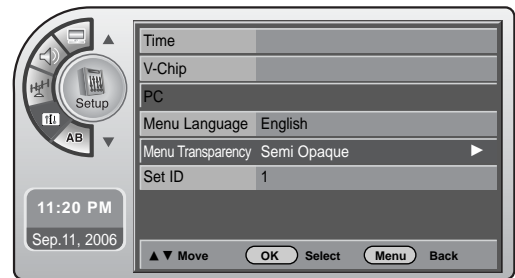 Setup
AB
11:20 PM
Sep.11, 2006
Time
V-Chip
PC
Menu Language English
Menu Transparency Semi Opaque ▶
Set ID 1
▲▼ Move OK Select Menu Back